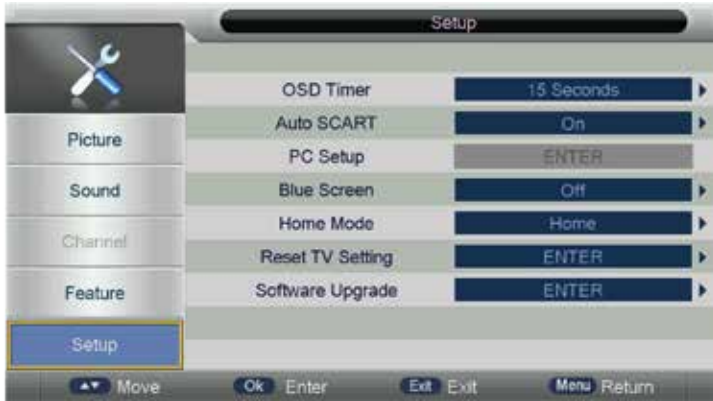 Setup
OSD Timer 15 Seconds
Auto SCART On
PC Setup ENTER
Blue Screen Off
Home Mode Home
Reset TV Setting ENTER
Software Upgrade ENTER
Picture
Sound
Channel
Feature
Setup
Move Ok Enter Exit Exit Menu Return